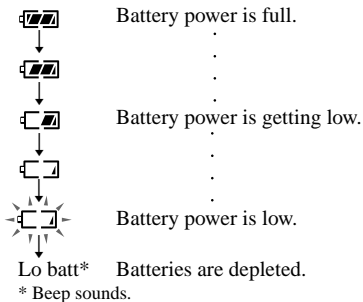 Battery power is full.
Battery power is getting low.
Battery power is low.
Lo batt* Batteries are depleted.
* Beep sounds.